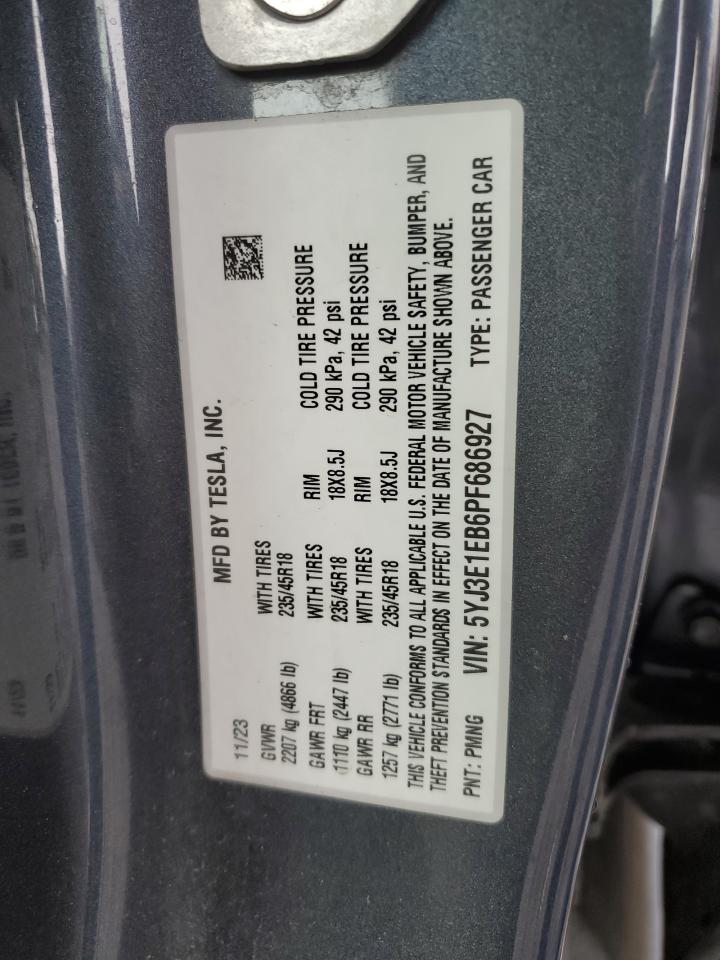 MFD BY TESLA, INC.
11/23
GVWR WITH TIRES
2207 kg (4866 lb) 235/45R18
GAWR FRT WITH TIRES RIM COLD TIRE PRESSURE
1110 kg (2447 lb) 235/45R18 18X8.5J 290 kPa, 42 psi
GAWR RR WITH TIRES RIM COLD TIRE PRESSURE
1257 kg (2771 lb) 235/45R18 18X8.5J 290 kPa, 42 psi
THIS VEHICLE CONFORMS TO ALL APPLICABLE U.S. FEDERAL MOTOR VEHICLE SAFETY, BUMPER, AND
THEFT PREVENTION STANDARDS IN EFFECT ON THE DATE OF MANUFACTURE SHOWN ABOVE.
PNT: PMNG VIN: 5YJ3E1EB6PF686927 TYPE: PASSENGER CAR